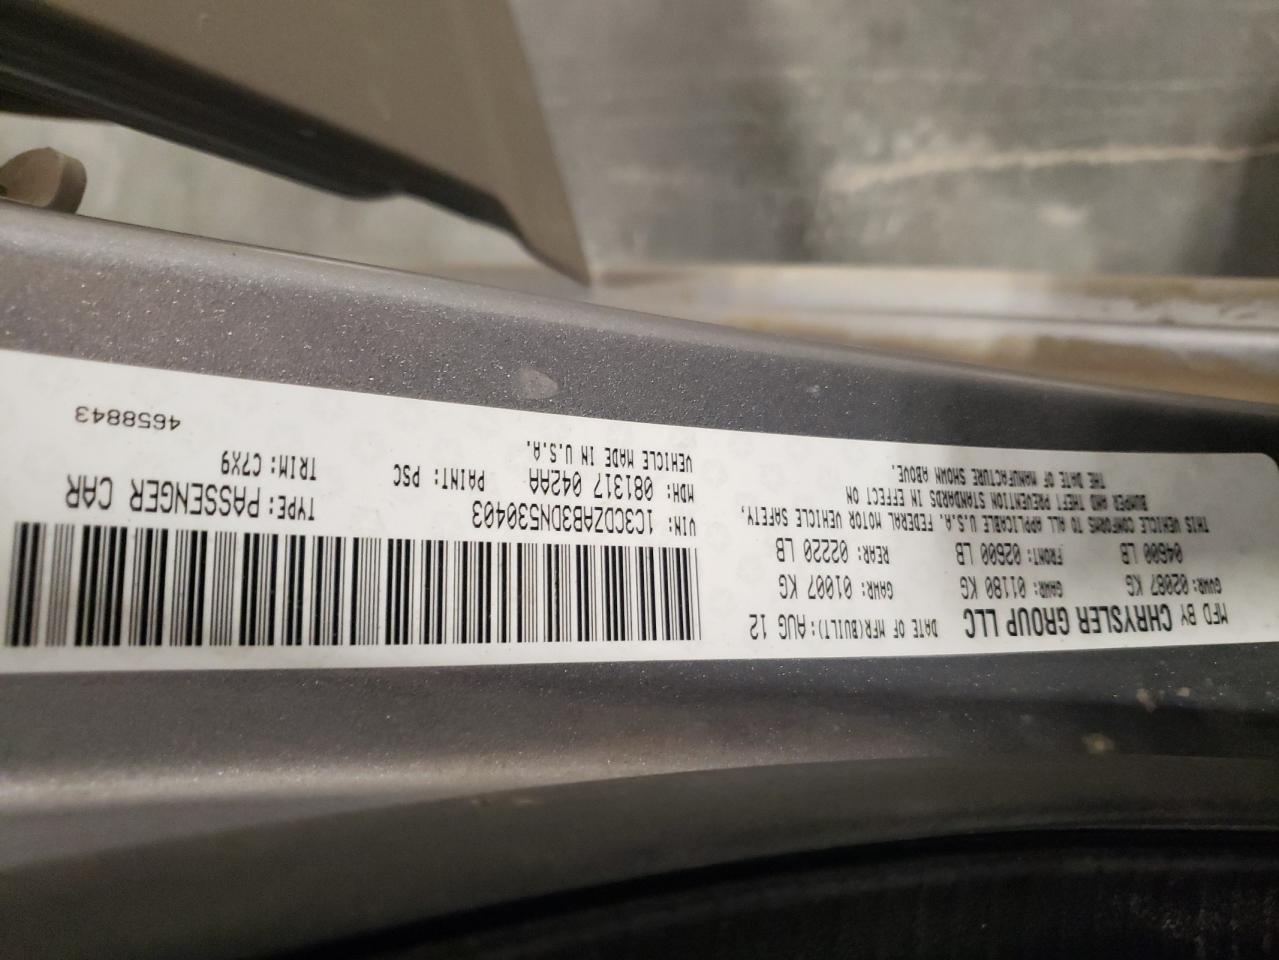 MFD BY CHRYSLER GROUP LLC DATE OF MFR(BUILT): AUG 12
GVWR: 02087 KG GAWR: 01180 KG GAWR: 01007 KG
04600 LB FRONT: 02600 LB REAR: 02220 LB
THIS VEHICLE CONFORMS TO ALL APPLICABLE U.S.A. FEDERAL MOTOR VEHICLE SAFETY,
BUMPER AND THEFT PREVENTION STANDARDS IN EFFECT ON
THE DATE OF MANUFACTURE SHOWN ABOVE.
VIN: 1C3CDZAB3DN530403 TYPE: PASSENGER CAR
MDH: 081317 042AA PAINT: PSC TRIM: C7X9
VEHICLE MADE IN U.S.A. 4658843